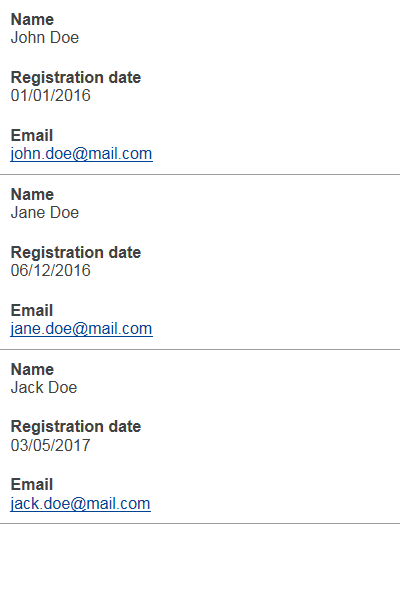 Name
John Doe
Registration date
01/01/2016
Email
john.doe@mail.com
Name
Jane Doe
Registration date
06/12/2016
Email
jane.doe@mail.com
Name
Jack Doe
Registration date
03/05/2017
Email
jack.doe@mail.com